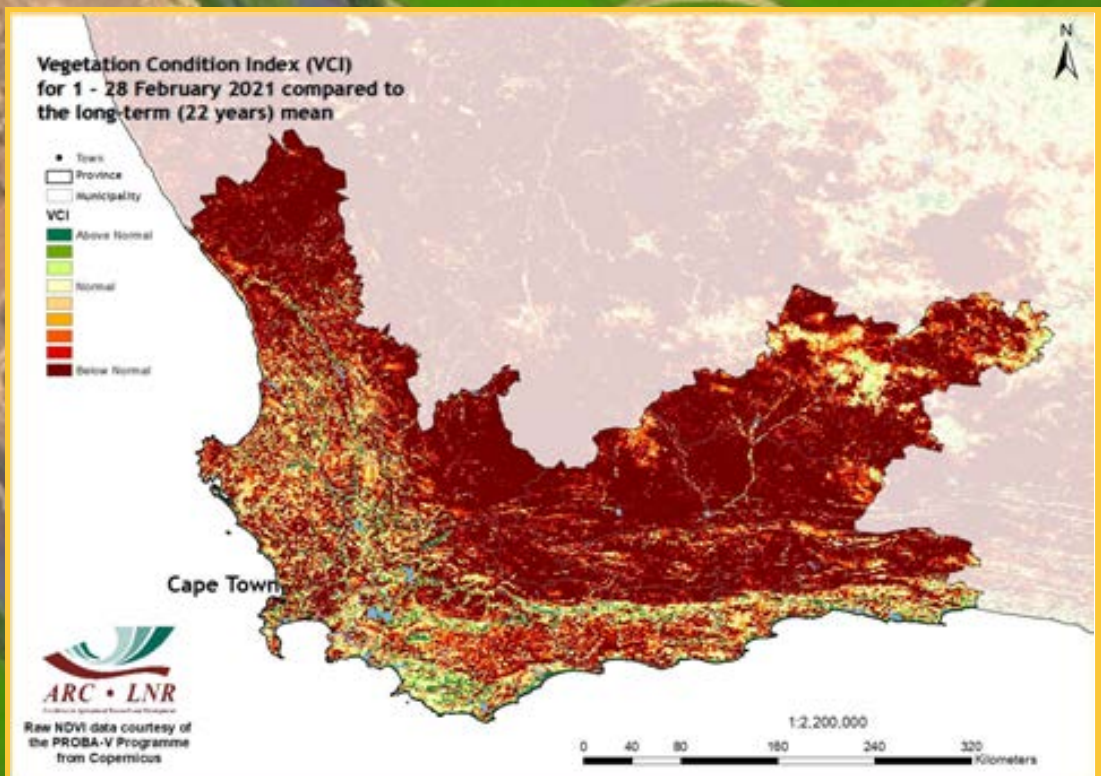 Vegetation Condition Index (VCI)
for 1 - 28 February 2021 compared to
the long-term (22 years) mean
N
Town
Province
Municipality
VCI
Above Normal
Normal
Below Normal
Cape Town
ARC • LNR
Raw NDVI data courtesy of
the PROBA-V Programme
from Copernicus
1:2,200,000
0 40 80 160 240 320
Kilometers